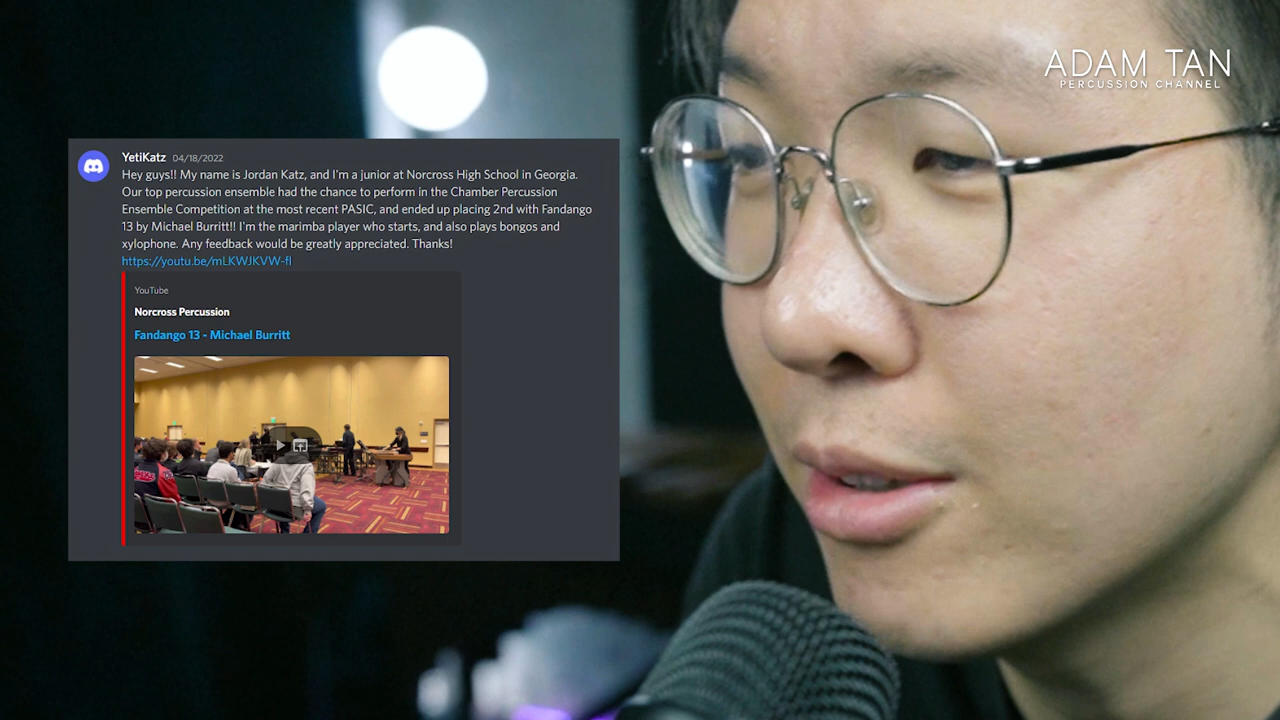 ADAM TAN
PERCUSSION CHANNEL
YetiKatz 04/18/2022
Hey guys!! My name is Jordan Katz, and I'm a junior at Norcross High School in Georgia.
Our top percussion ensemble had the chance to perform in the Chamber Percussion
Ensemble Competition at the most recent PASIC, and ended up placing 2nd with Fandango
13 by Michael Burritt!! I'm the marimba player who starts, and also plays bongos and
xylophone. Any feedback would be greatly appreciated. Thanks!
https://youtu.be/mLKWJKVW-fI
YouTube
Norcross Percussion
Fandango 13 - Michael Burritt